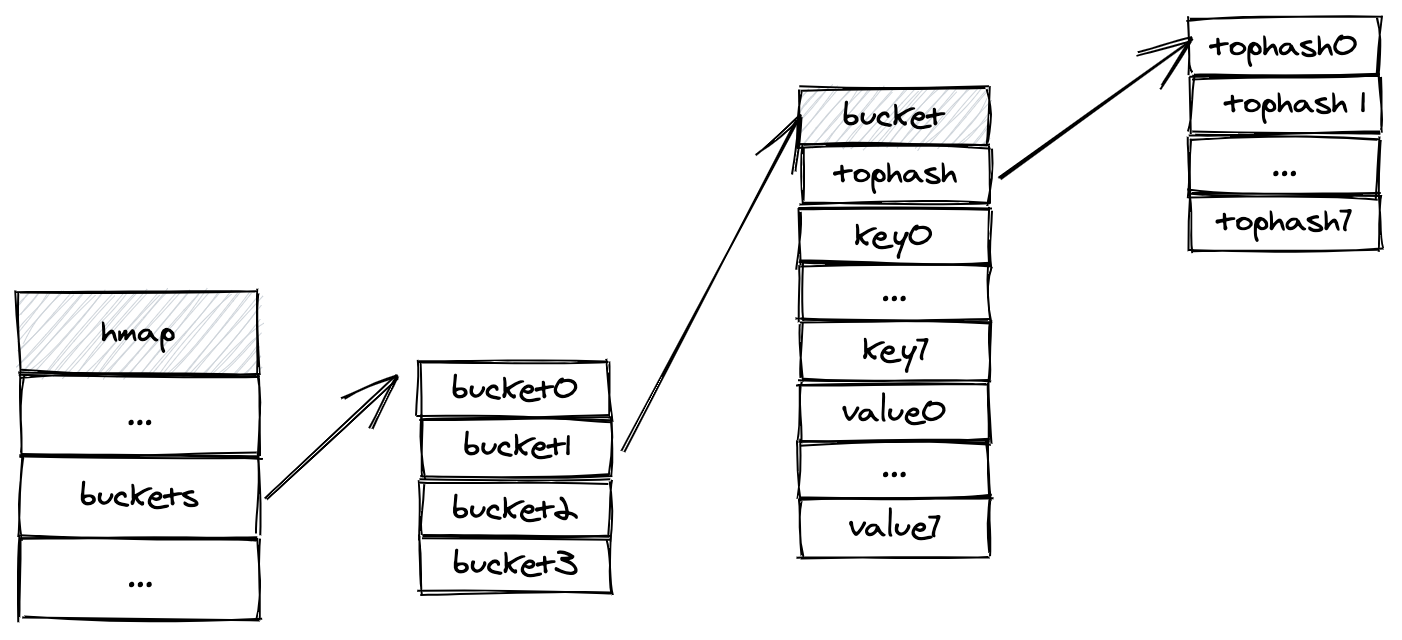 hmap
...
buckets
...
bucket0
bucket1
bucket2
bucket3
bucket
tophash
key0
...
key7
value0
...
value7
tophash0
tophash 1
...
tophash7